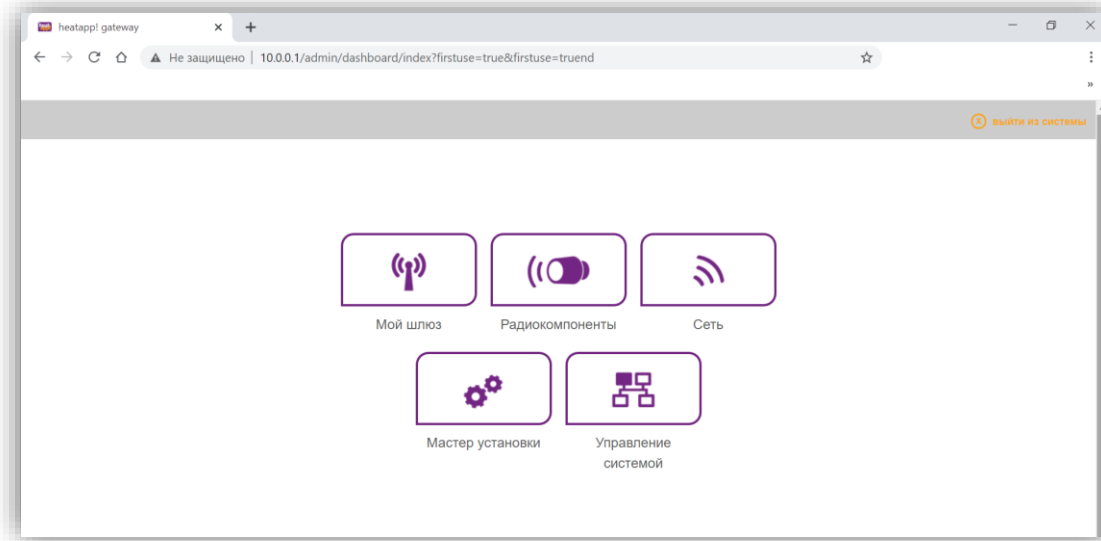 heatapp! gateway
Не защищено | 10.0.0.1/admin/dashboard/index?firstuse=true&firstuse=truend
выйти из системы
Мой шлюз Радиокомпоненты Сеть
Мастер установки Управление
системой